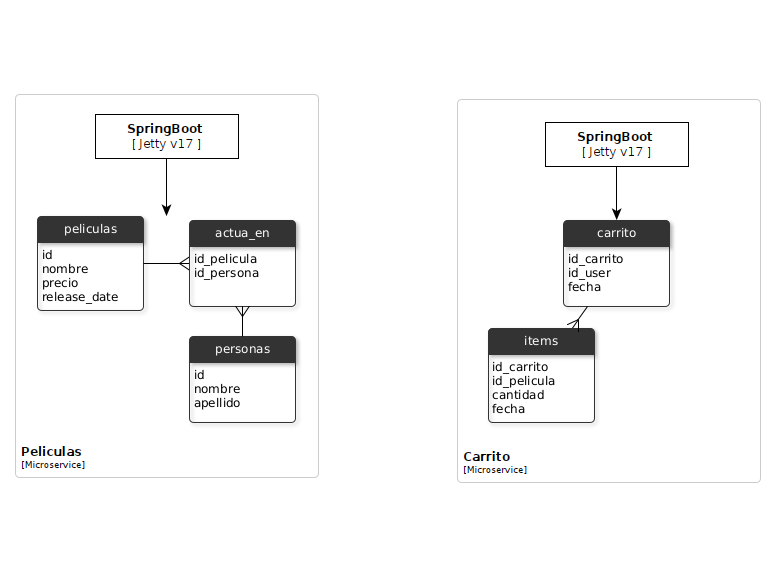 SpringBoot
[ Jetty v17 ]
peliculas
id
nombre
precio
release_date
actua_en
id_pelicula
id_persona
personas
id
nombre
apellido
Peliculas
[Microservice]
SpringBoot
[ Jetty v17 ]
carrito
id_carrito
id_user
fecha
items
id_carrito
id_pelicula
cantidad
fecha
Carrito
[Microservice]